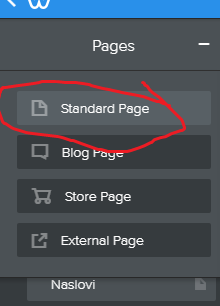 Pages
Standard Page
Blog Page
Store Page
External Page
Naslovi